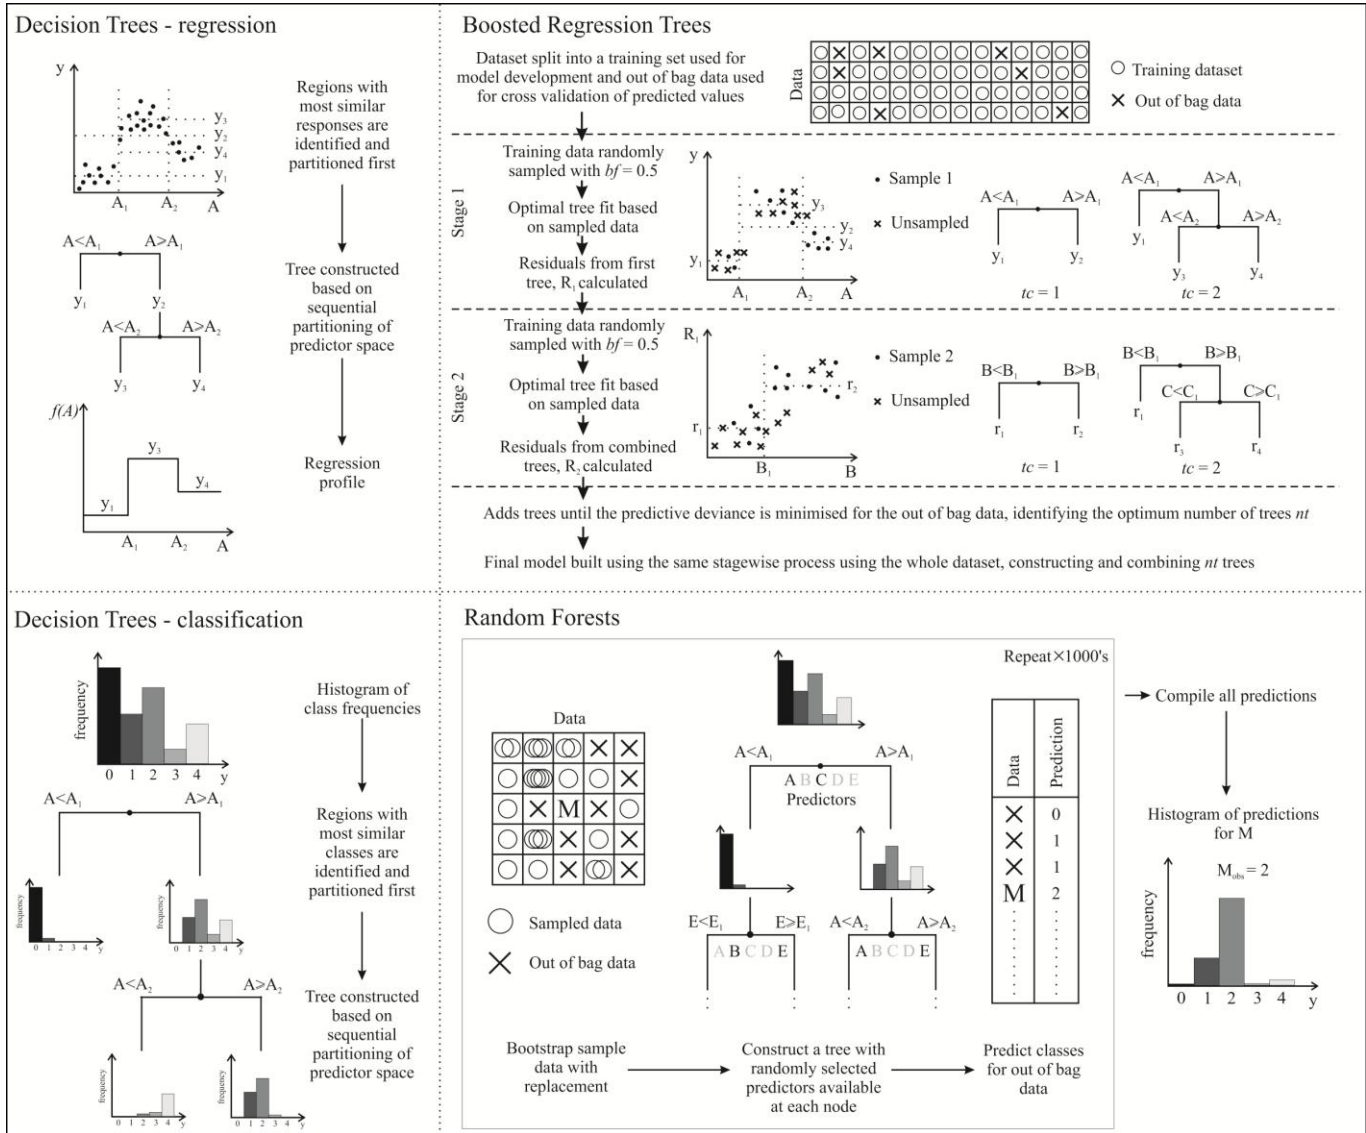 Decision Trees - regression
y
y₃
y₂
y₄
y₁
A₁ A₂ A
Regions with
most similar
responses are
identified and
partitioned first
A<A₁ A⩾A₁
y₁ y₂
A<A₂ A⩾A₂
y₃ y₄
Tree constructed
based on
sequential
partitioning of
predictor space
f(A)
y₃
y₄
y₁
A₁ A₂ A
Regression
profile
Boosted Regression Trees
Dataset split into a training set used for
model development and out of bag data used
for cross validation of predicted values
Data
Training dataset
Out of bag data
Stage 1
Training data randomly
sampled with bf = 0.5
Optimal tree fit based
on sampled data
Residuals from first
tree, R₁ calculated
y
y₃
y₂
y₄
y₁
A₁ A₂ A
Sample 1
Unsampled
A<A₁ A⩾A₁
y₁ y₂
tc = 1
A<A₁ A⩾A₁
A<A₂ A⩾A₂
y₁
y₃ y₄
tc = 2
Stage 2
Training data randomly
sampled with bf = 0.5
Optimal tree fit based
on sampled data
Residuals from combined
trees, R₂ calculated
R₁
r₂
r₁
B₁ B
Sample 2
Unsampled
B<B₁ B⩾B₁
r₁ r₂
tc = 1
B<B₁ B⩾B₁
C<C₁ C⩾C₁
r₁
r₃ r₄
tc = 2
Adds trees until the predictive deviance is minimised for the out of bag data, identifying the optimum number of trees nt
Final model built using the same stagewise process using the whole dataset, constructing and combining nt trees
Decision Trees - classification
frequency
0 1 2 3 4 y
Histogram of
class frequencies
A<A₁ A⩾A₁
Regions with
most similar
classes are
identified and
partitioned first
frequency
0 1 2 3 4 y
frequency
0 1 2 3 4 y
A<A₂ A⩾A₂
Tree constructed
based on
sequential
partitioning of
predictor space
frequency
0 1 2 3 4 y
frequency
0 1 2 3 4 y
Random Forests
Repeat×1000's
Data
M
Sampled data
Out of bag data
A<A₁ A⩾A₁
A B C D E
Predictors
E<E₁ E⩾E₁
A B C D E
A<A₂ A⩾A₂
A B C D E
Data Prediction
0
1
1
M 2
Bootstrap sample
data with
replacement
Construct a tree with
randomly selected
predictors available
at each node
Predict classes
for out of bag
data
Compile all predictions
Histogram of predictions
for M
M_obs = 2
frequency
0 1 2 3 4 y